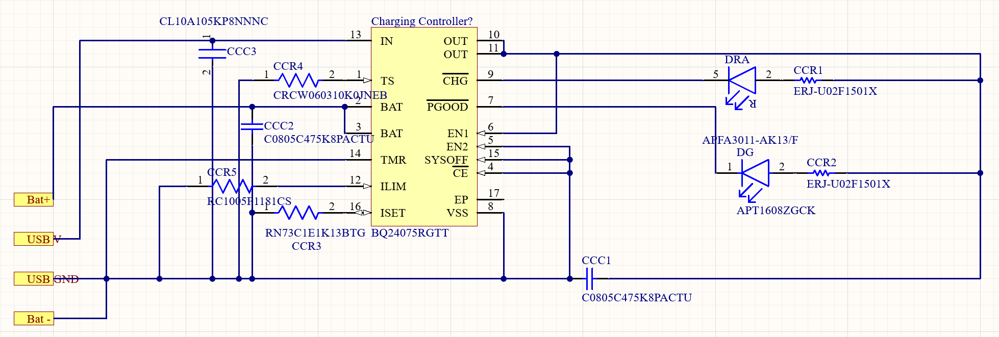 CL10A105KP8NNNC
Charging Controller?
1
CCC3
2
13
IN
OUT
10
OUT
11
DRA
CCR4
1
2
1
TS
CHG
9
5
2
CCR1
CRCW060310K0JNEB
ERJ-U02F1501X
2
BAT
PGOOD
7
R
CCC2
C0805C475K8PACTU
3
BAT
EN1
6
EN2
5
APFA3011-AK13/F
DG
14
TMR
SYSOFF
15
CE
4
1
2
CCR2
ERJ-U02F1501X
CCR5
1
2
12
ILIM
RC1005F1181CS
EP
17
Bat+
1
2
16
ISET
VSS
8
APT1608ZGCK
RN73C1E1K13BTG
BQ24075RGTT
CCR3
USB V
CCC1
USB GND
C0805C475K8PACTU
Bat -